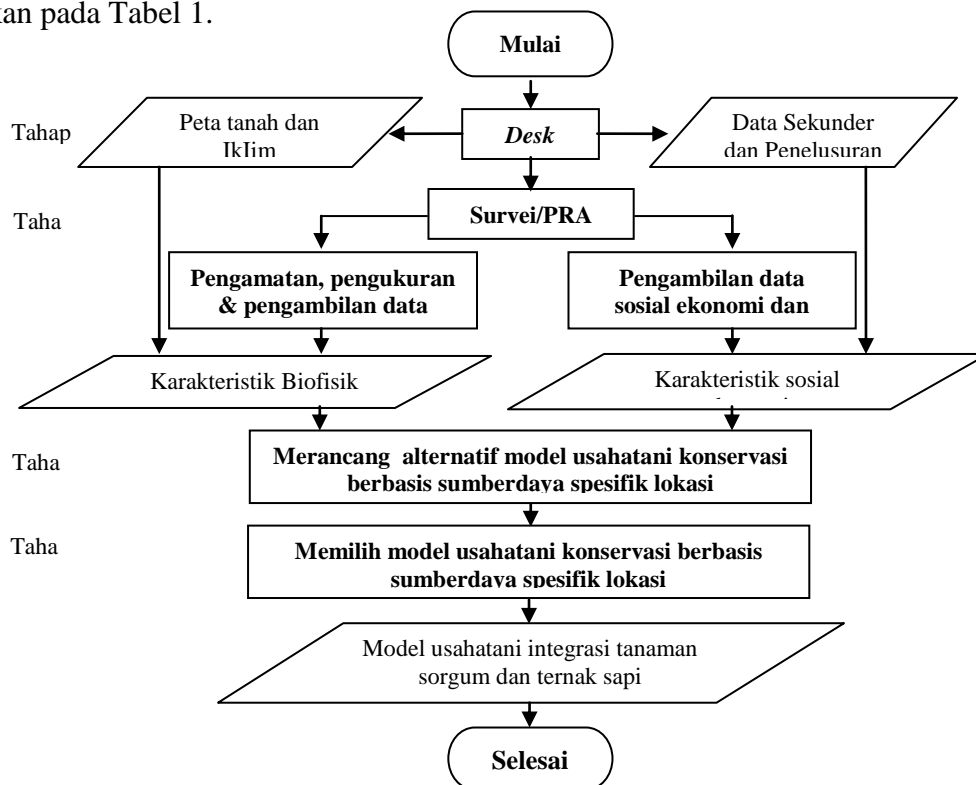 kan pada Tabel 1.
Mulai
Tahap
Peta tanah dan
Iklim
Desk
Data Sekunder
dan Penelusuran
Taha
Survei/PRA
Pengamatan, pengukuran
& pengambilan data
Pengambilan data
sosial ekonomi dan
Karakteristik Biofisik
Karakteristik sosial
Taha
Merancang alternatif model usahatani konservasi
berbasis sumberdaya spesifik lokasi
Taha
Memilih model usahatani konservasi berbasis
sumberdaya spesifik lokasi
Model usahatani integrasi tanaman
sorgum dan ternak sapi
Selesai